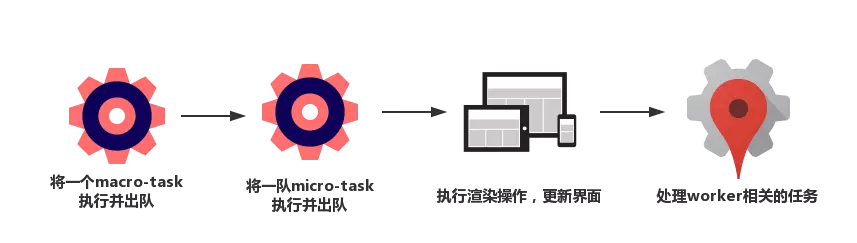 将一个macro-task
执行并出队
将一队micro-task
执行并出队
执行渲染操作，更新界面
处理worker相关的任务